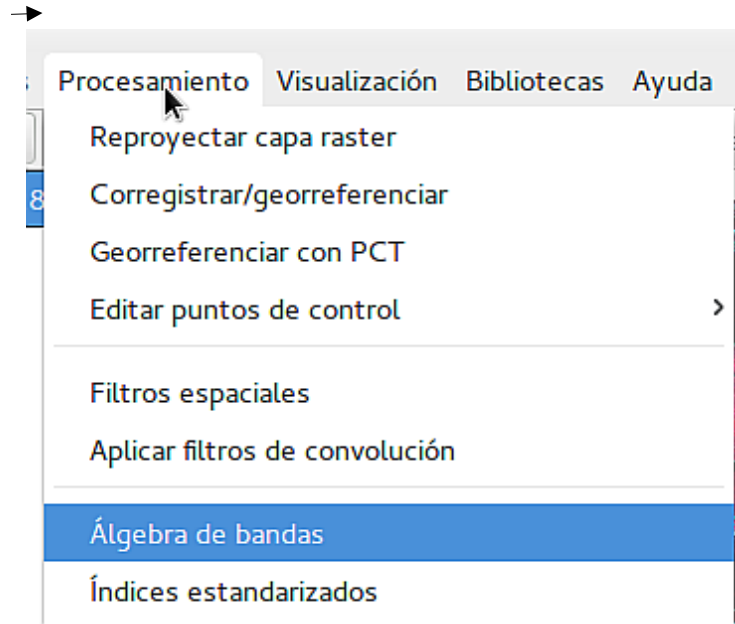 Procesamiento Visualización Bibliotecas Ayuda
Reproyectar capa raster
8
Corregistrar/georreferenciar
Georreferenciar con PCT
Editar puntos de control
Filtros espaciales
Aplicar filtros de convolución
Álgebra de bandas
Índices estandarizados